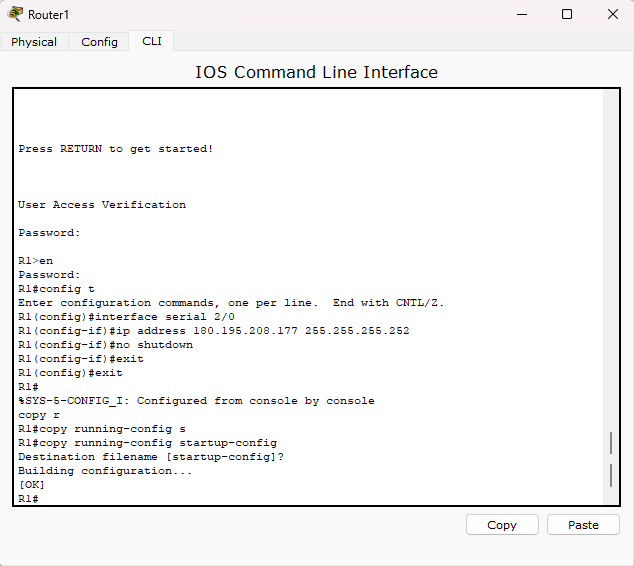 Router1
Physical Config CLI
IOS Command Line Interface
Press RETURN to get started!
User Access Verification
Password:
R1>en
Password:
R1#config t
Enter configuration commands, one per line.  End with CNTL/Z.
R1(config)#interface serial 2/0
R1(config-if)#ip address 180.195.208.177 255.255.255.252
R1(config-if)#no shutdown
R1(config-if)#exit
R1(config)#exit
R1#
%SYS-5-CONFIG_I: Configured from console by console
copy r
R1#copy running-config s
R1#copy running-config startup-config
Destination filename [startup-config]?
Building configuration...
[OK]
R1#
Copy Paste